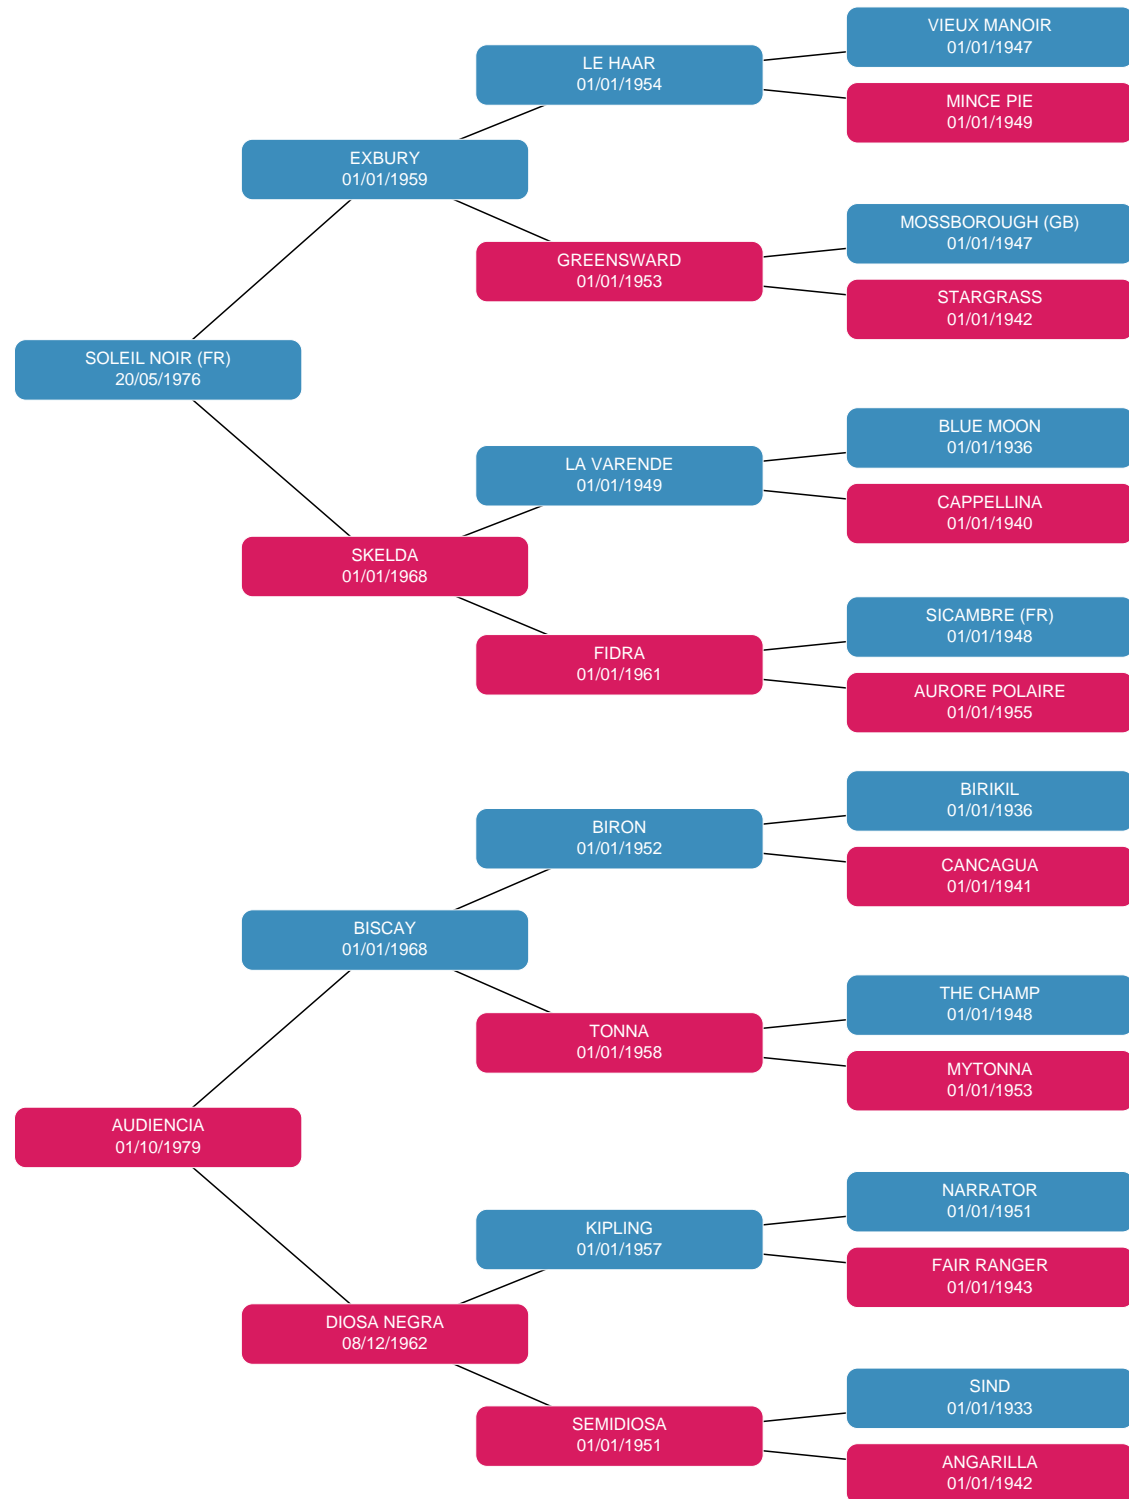 VIEUX MANOIR
01/01/1947
LE HAAR
01/01/1954
MINCE PIE
01/01/1949
EXBURY
01/01/1959
MOSSBOROUGH (GB)
01/01/1947
GREENSWARD
01/01/1953
STARGRASS
01/01/1942
SOLEIL NOIR (FR)
20/05/1976
BLUE MOON
01/01/1936
LA VARENDE
01/01/1949
CAPPELLINA
01/01/1940
SKELDA
01/01/1968
SICAMBRE (FR)
01/01/1948
FIDRA
01/01/1961
AURORE POLAIRE
01/01/1955
BIRIKIL
01/01/1936
BIRON
01/01/1952
CANCAGUA
01/01/1941
BISCAY
01/01/1968
THE CHAMP
01/01/1948
TONNA
01/01/1958
MYTONNA
01/01/1953
AUDIENCIA
01/10/1979
NARRATOR
01/01/1951
KIPLING
01/01/1957
FAIR RANGER
01/01/1943
DIOSA NEGRA
08/12/1962
SIND
01/01/1933
SEMIDIOSA
01/01/1951
ANGARILLA
01/01/1942